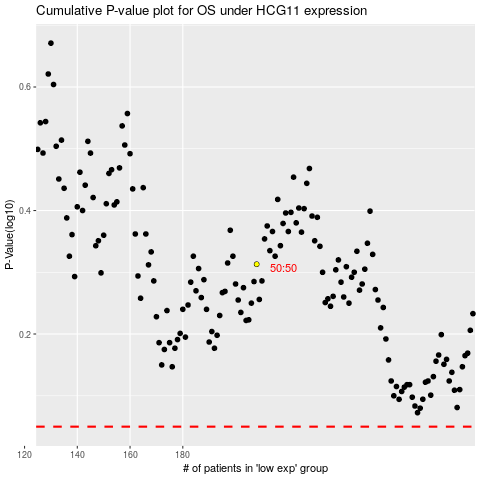 Cumulative P-value plot for OS under HCG11 expression
P-Value(log10)
0.6
0.4
0.2
50:50
120 140 160 180
# of patients in 'low exp' group